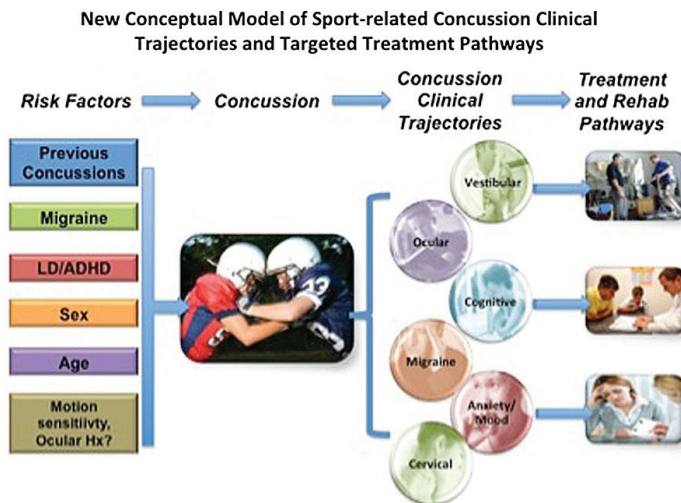 New Conceptual Model of Sport-related Concussion Clinical
Trajectories and Targeted Treatment Pathways
Risk Factors
Concussion
Concussion
Clinical
Trajectories
Treatment
and Rehab
Pathways
Previous
Concussions
Migraine
LD/ADHD
Sex
Age
Motion
sensitiivty,
Ocular Hx?
Vestibular
Ocular
Cognitive
Migraine
Anxiety/
Mood
Cervical